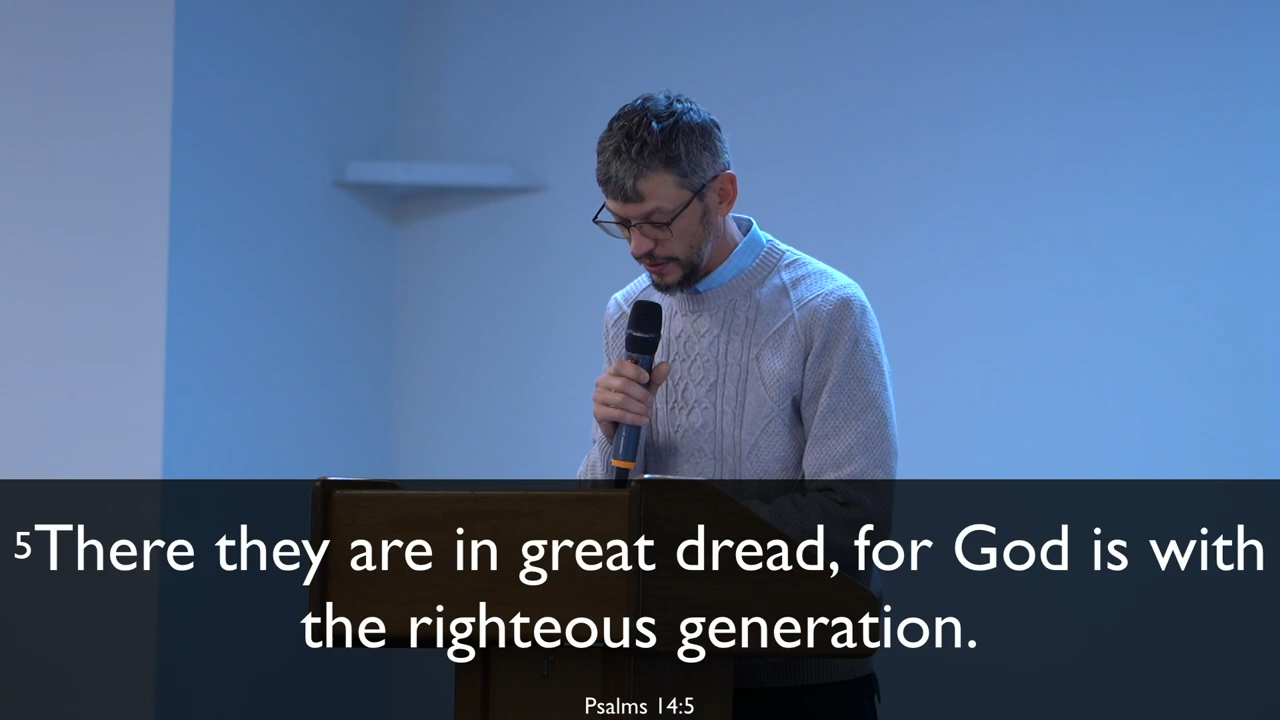 5There they are in great dread, for God is with
the righteous generation.
Psalms 14:5